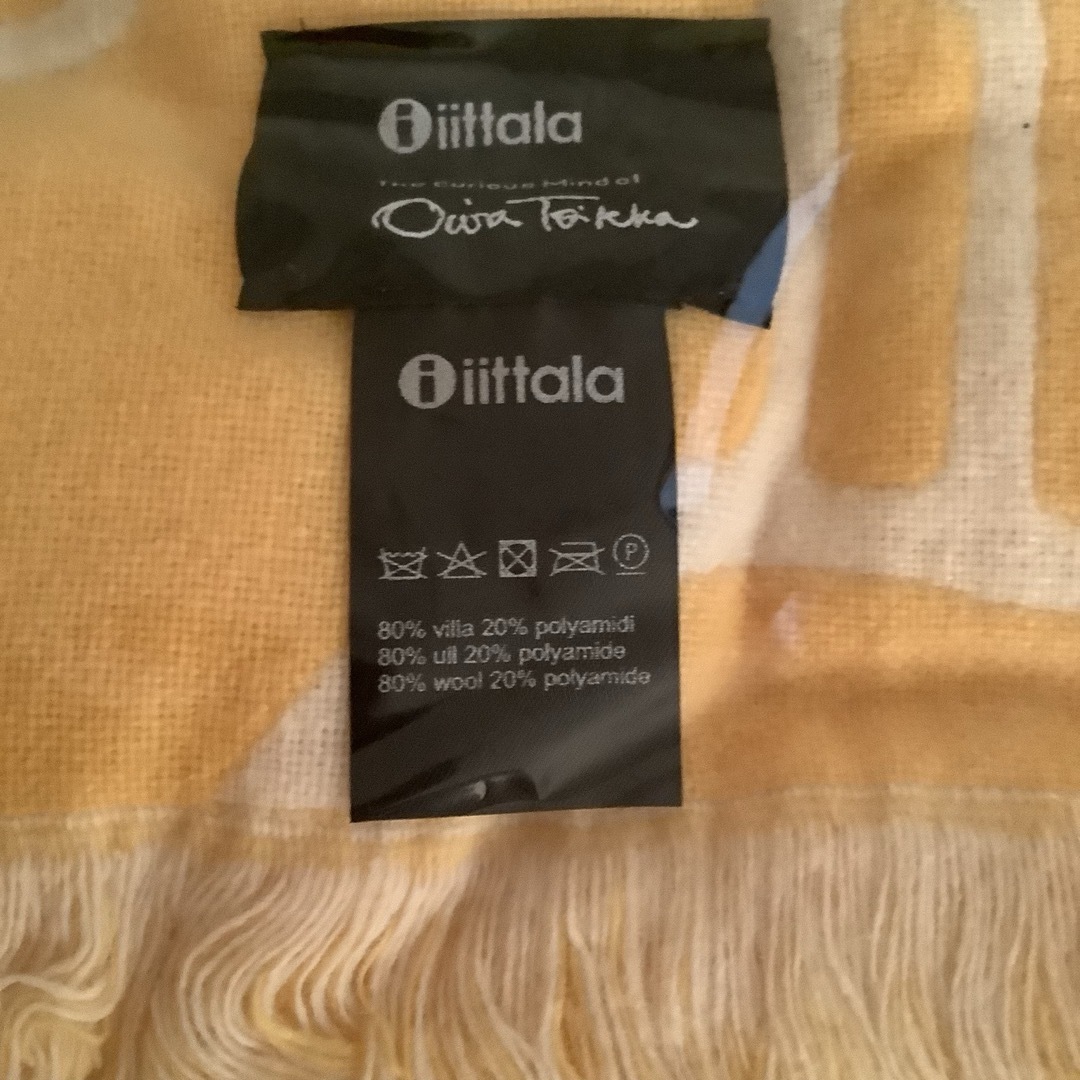 iittala
The Curious Mind of
Oiva Toikka
iittala
P
80% villa 20% polyamidi
80% ull 20% polyamide
80% wool 20% polyamide